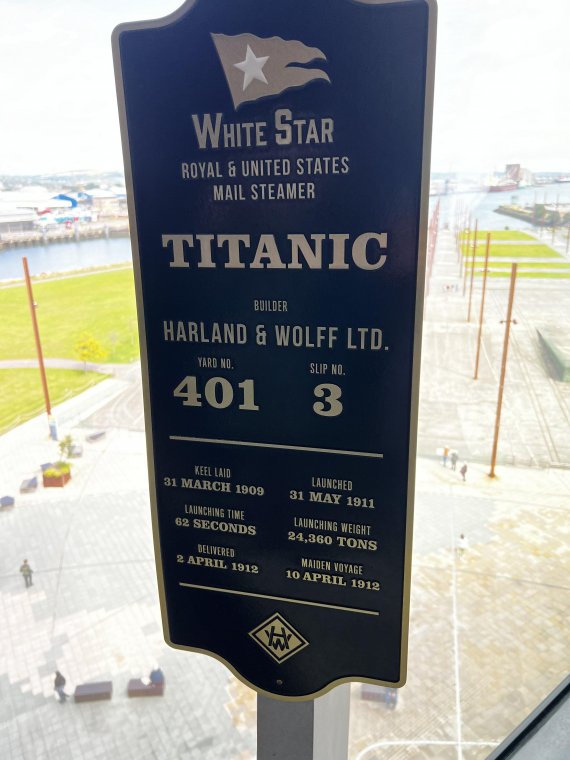 WHITE STAR
ROYAL & UNITED STATES
MAIL STEAMER
TITANIC
BUILDER
HARLAND & WOLFF LTD.
YARD NO.
401
SLIP NO.
3
KEEL LAID
31 MARCH 1909
LAUNCHED
31 MAY 1911
LAUNCHING TIME
62 SECONDS
LAUNCHING WEIGHT
24,360 TONS
DELIVERED
2 APRIL 1912
MAIDEN VOYAGE
10 APRIL 1912
HW